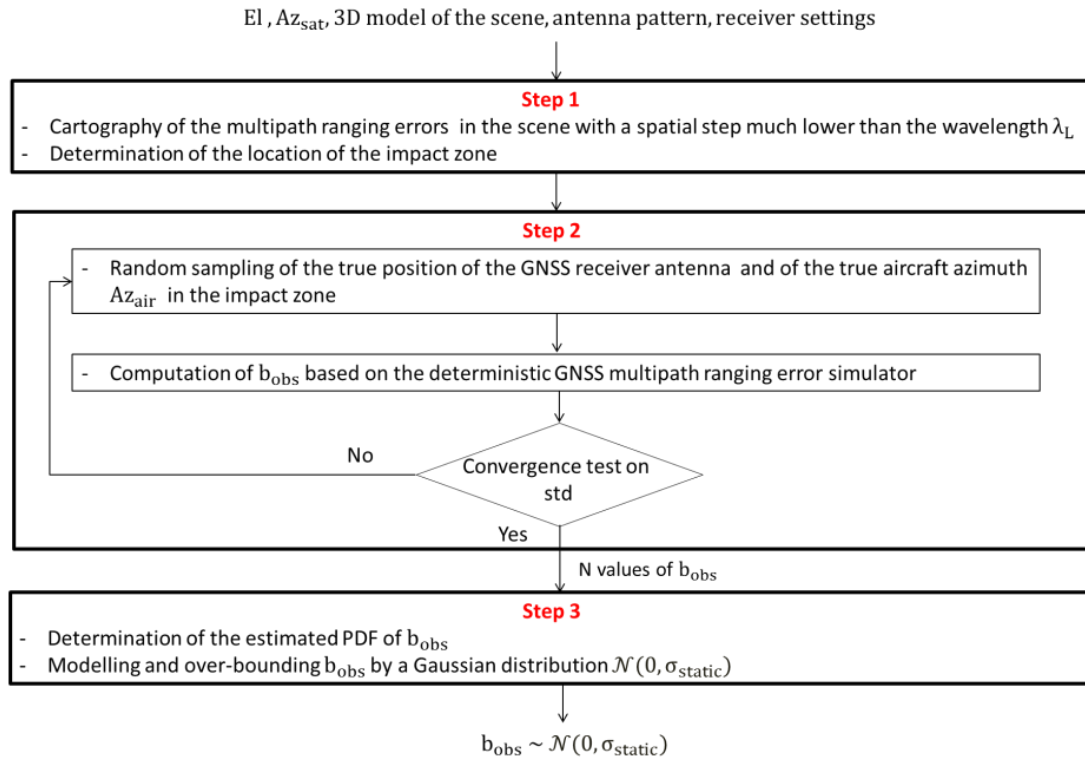 El , Az_sat, 3D model of the scene, antenna pattern, receiver settings
Step 1
- Cartography of the multipath ranging errors in the scene with a spatial step much lower than the wavelength λ_L
- Determination of the location of the impact zone
Step 2
- Random sampling of the true position of the GNSS receiver antenna and of the true aircraft azimuth
Az_air in the impact zone
- Computation of b_obs based on the deterministic GNSS multipath ranging error simulator
No
Convergence test on
std
Yes
N values of b_obs
Step 3
- Determination of the estimated PDF of b_obs
- Modelling and over-bounding b_obs by a Gaussian distribution 𝒩(0, σ_static)
b_obs ~ 𝒩(0, σ_static)